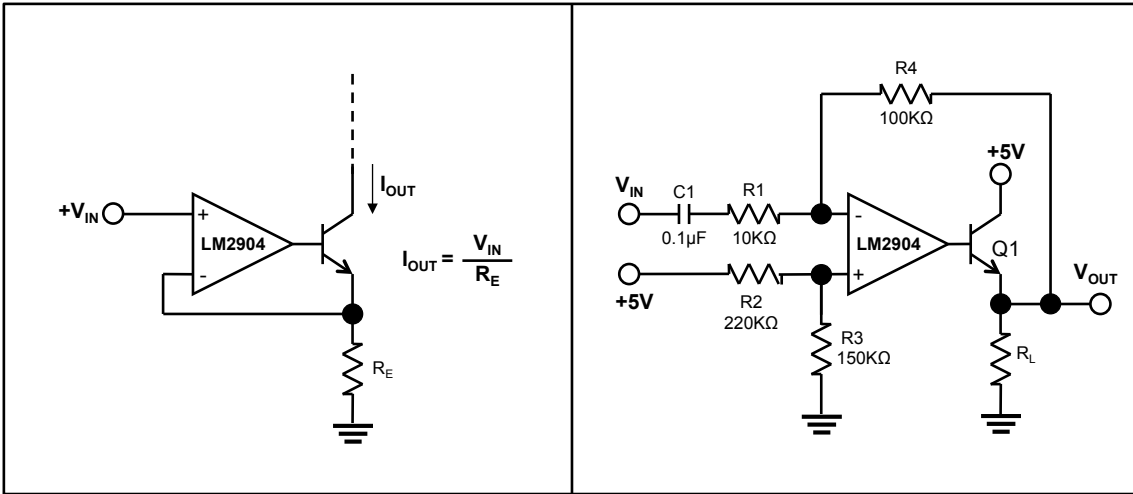 +V_IN
+
-
LM2904
I_OUT
I_OUT = V_IN / R_E
R_E
R4
100KΩ
+5V
V_IN
C1
0.1µF
R1
10KΩ
-
+
LM2904
Q1
V_OUT
+5V
R2
220KΩ
R3
150KΩ
R_L